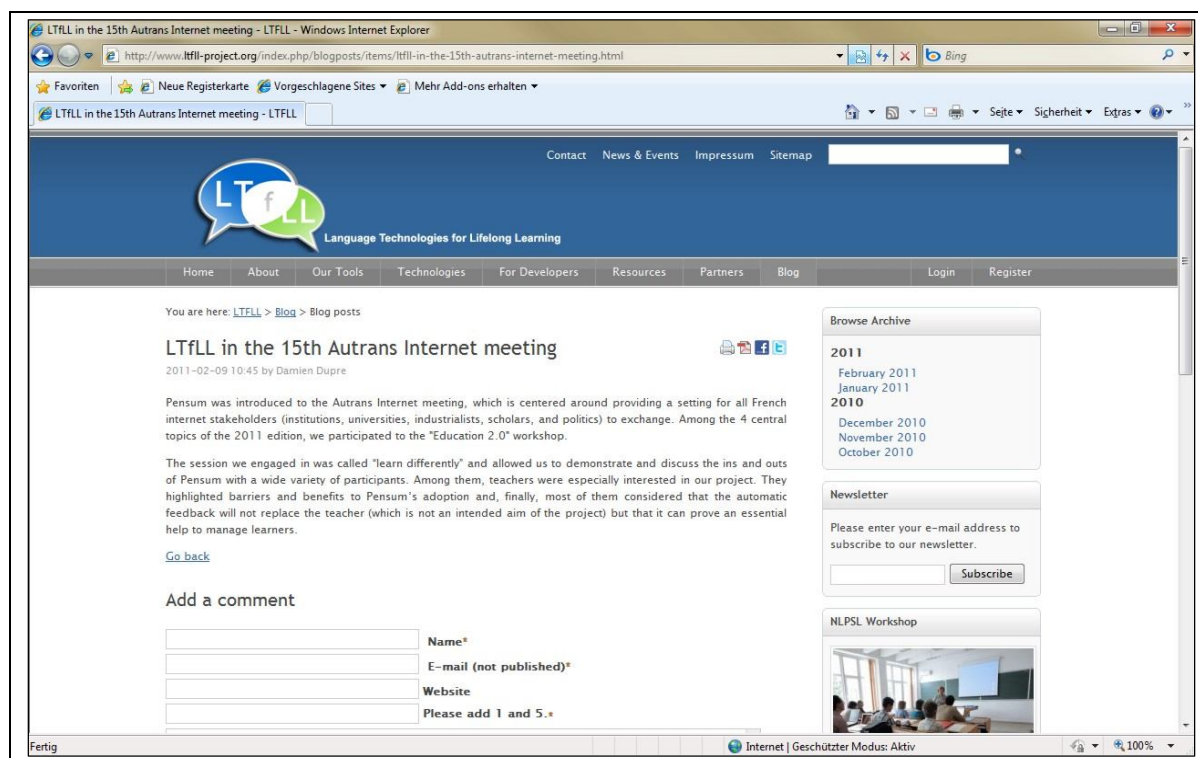 LTfLL in the 15th Autrans Internet meeting - LTFLL - Windows Internet Explorer
http://www.ltfll-project.org/index.php/blogposts/items/ltfll-in-the-15th-autrans-internet-meeting.html
Bing
Favoriten
Neue Registerkarte
Vorgeschlagene Sites
Mehr Add-ons erhalten
LTfLL in the 15th Autrans Internet meeting - LTFLL
Seite
Sicherheit
Extras
Contact
News & Events
Impressum
Sitemap
LTfLL
Language Technologies for Lifelong Learning
Home
About
Our Tools
Technologies
For Developers
Resources
Partners
Blog
Login
Register
You are here: LTFLL > Blog > Blog posts
LTfLL in the 15th Autrans Internet meeting
2011-02-09 10:45 by Damien Dupre
Pensum was introduced to the Autrans Internet meeting, which is centered around providing a setting for all French
internet stakeholders (institutions, universities, industrialists, scholars, and politics) to exchange. Among the 4 central
topics of the 2011 edition, we participated to the "Education 2.0" workshop.
The session we engaged in was called "learn differently" and allowed us to demonstrate and discuss the ins and outs
of Pensum with a wide variety of participants. Among them, teachers were especially interested in our project. They
highlighted barriers and benefits to Pensum's adoption and, finally, most of them considered that the automatic
feedback will not replace the teacher (which is not an intended aim of the project) but that it can prove an essential
help to manage learners.
Go back
Add a comment
Name*
E-mail (not published)*
Website
Please add 1 and 5.*
Browse Archive
2011
February 2011
January 2011
2010
December 2010
November 2010
October 2010
Newsletter
Please enter your e-mail address to
subscribe to our newsletter.
Subscribe
NLPSL Workshop
Fertig
Internet | Geschützter Modus: Aktiv
100%